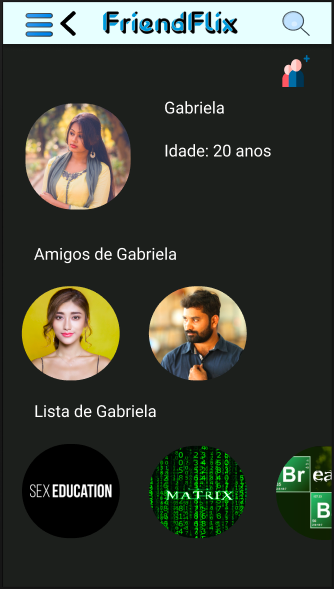 FriendFlix
Gabriela
Idade: 20 anos
Amigos de Gabriela
Lista de Gabriela
SEX EDUCATION
MATRIX
Br ea
B